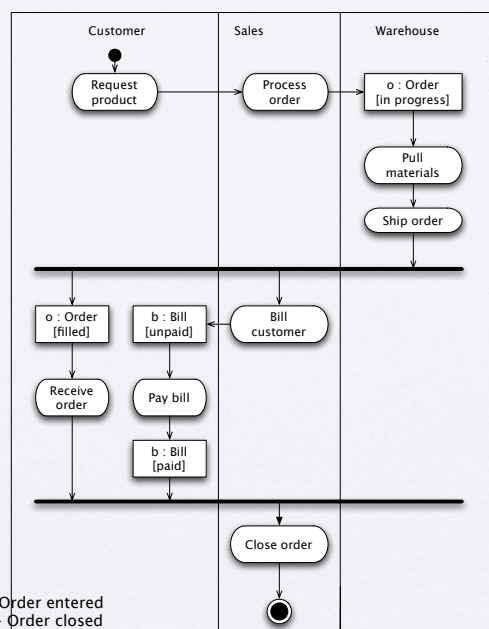 Customer
Sales
Warehouse
Request
product
Process
order
o : Order
[in progress]
Pull
materials
Ship order
o : Order
[filled]
b : Bill
[unpaid]
Bill
customer
Receive
order
Pay bill
b : Bill
[paid]
Close order
Order entered
- Order closed